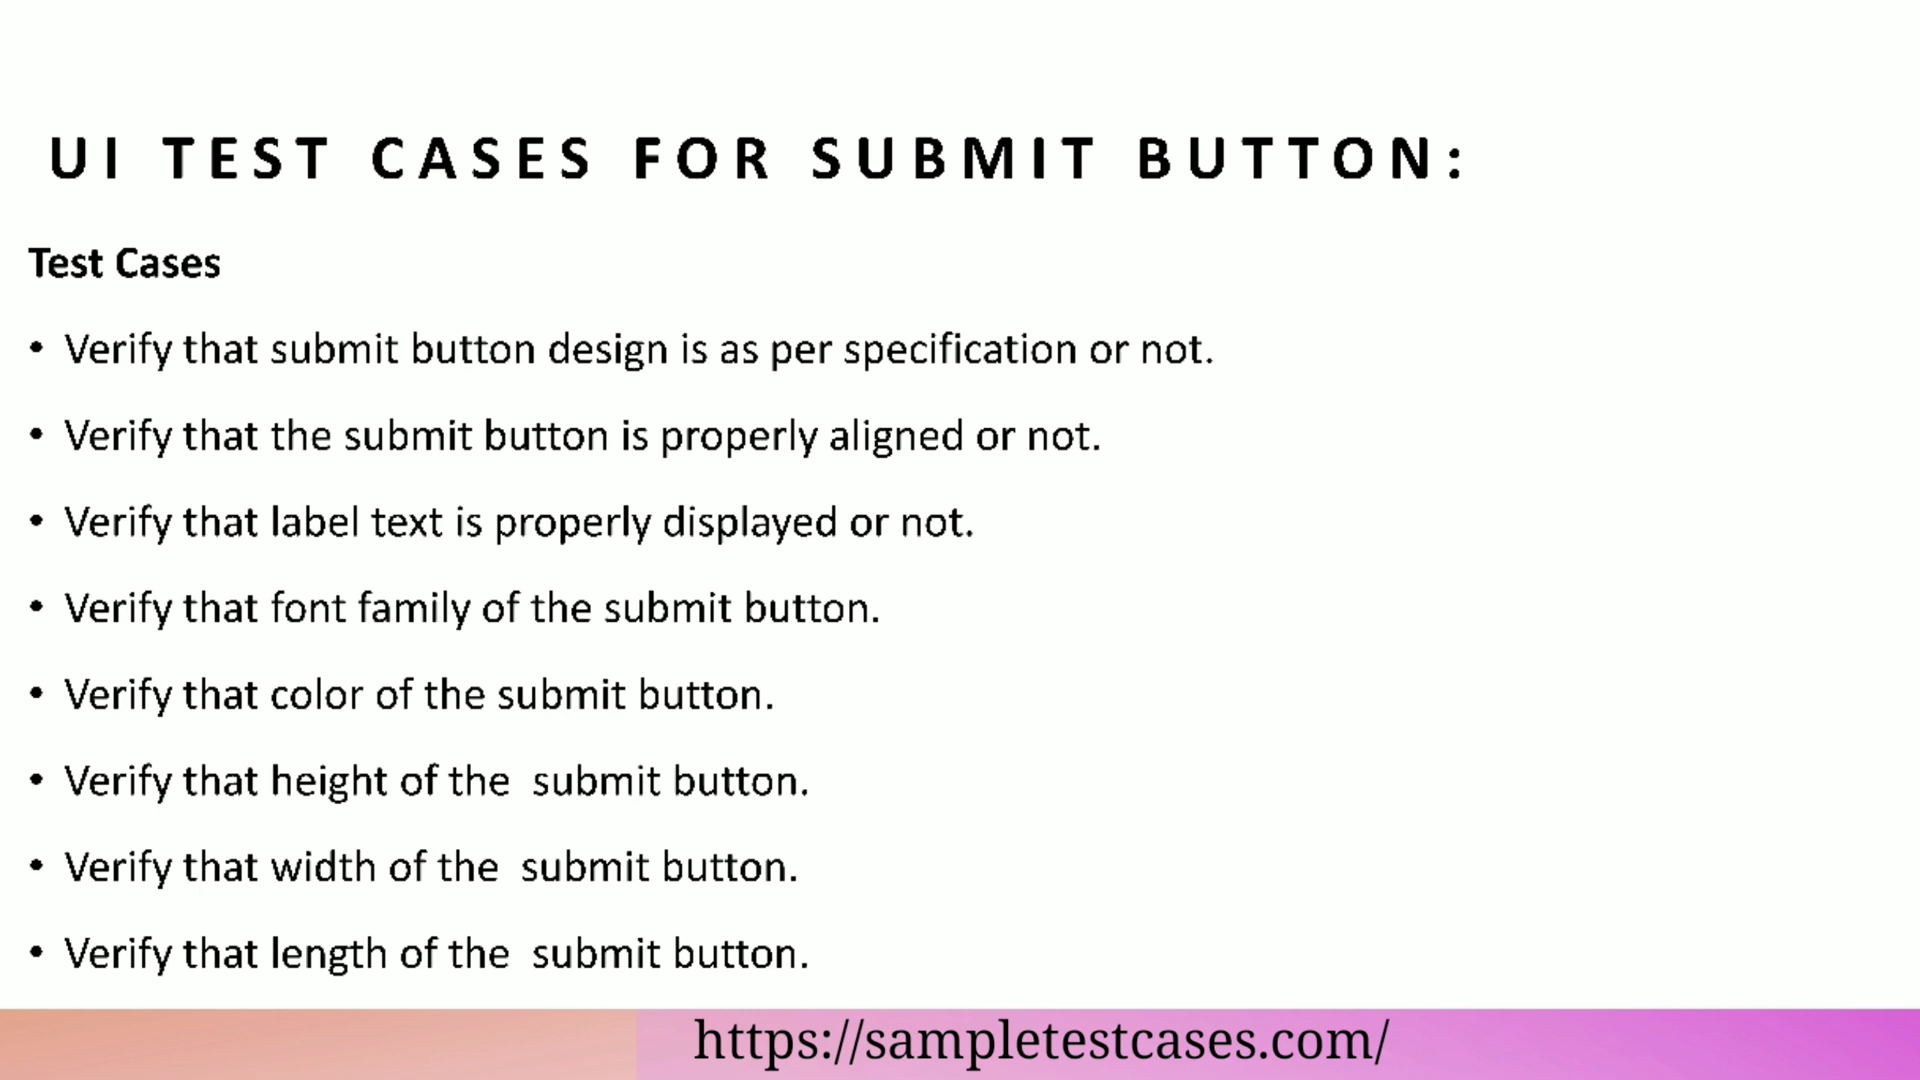 UI TEST CASES FOR SUBMIT BUTTON:
Test Cases
• Verify that submit button design is as per specification or not.
• Verify that the submit button is properly aligned or not.
• Verify that label text is properly displayed or not.
• Verify that font family of the submit button.
• Verify that color of the submit button.
• Verify that height of the  submit button.
• Verify that width of the  submit button.
• Verify that length of the  submit button.
https://sampletestcases.com/